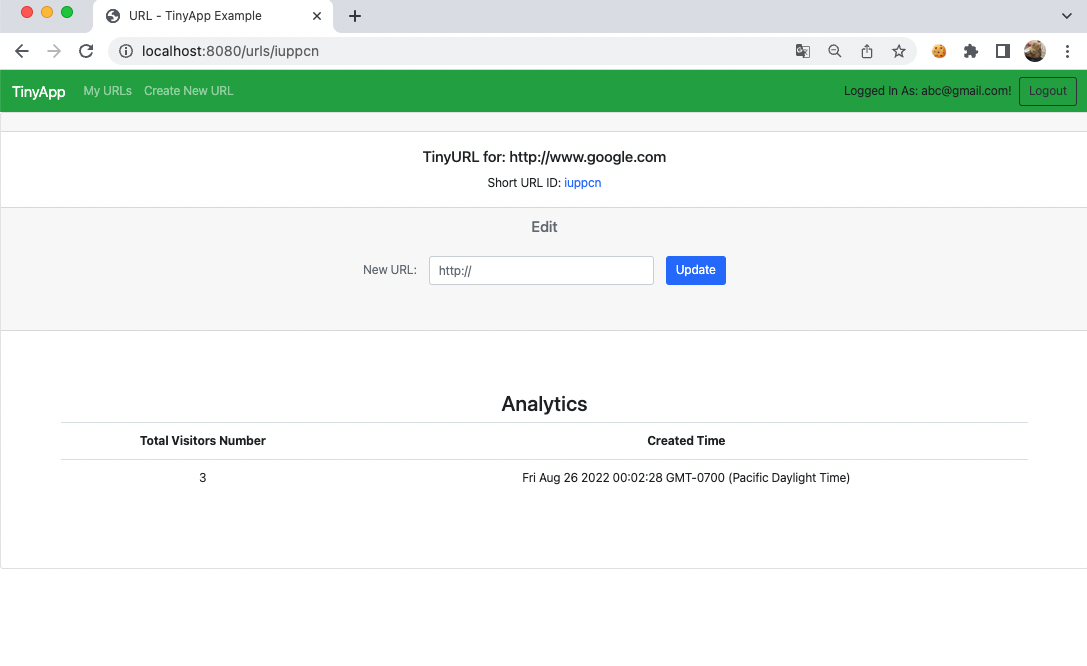 URL - TinyApp Example
localhost:8080/urls/iuppcn
TinyApp My URLs Create New URL Logged In As: abc@gmail.com! Logout
TinyURL for: http://www.google.com
Short URL ID: iuppcn
Edit
New URL: http:// Update
Analytics
Total Visitors Number Created Time
3 Fri Aug 26 2022 00:02:28 GMT-0700 (Pacific Daylight Time)